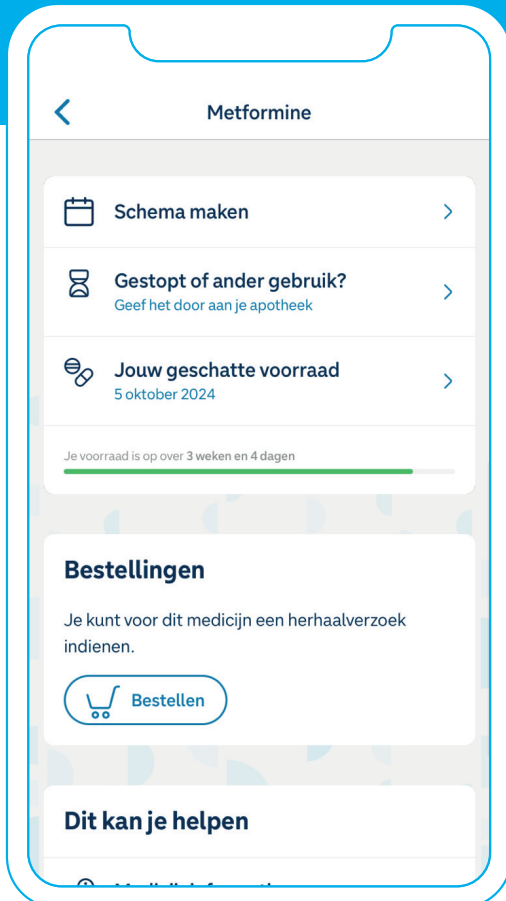 Metformine
Schema maken
Gestopt of ander gebruik?
Geef het door aan je apotheek
Jouw geschatte voorraad
5 oktober 2024
Je voorraad is op over 3 weken en 4 dagen
Bestellingen
Je kunt voor dit medicijn een herhaalverzoek
indienen.
Bestellen
Dit kan je helpen